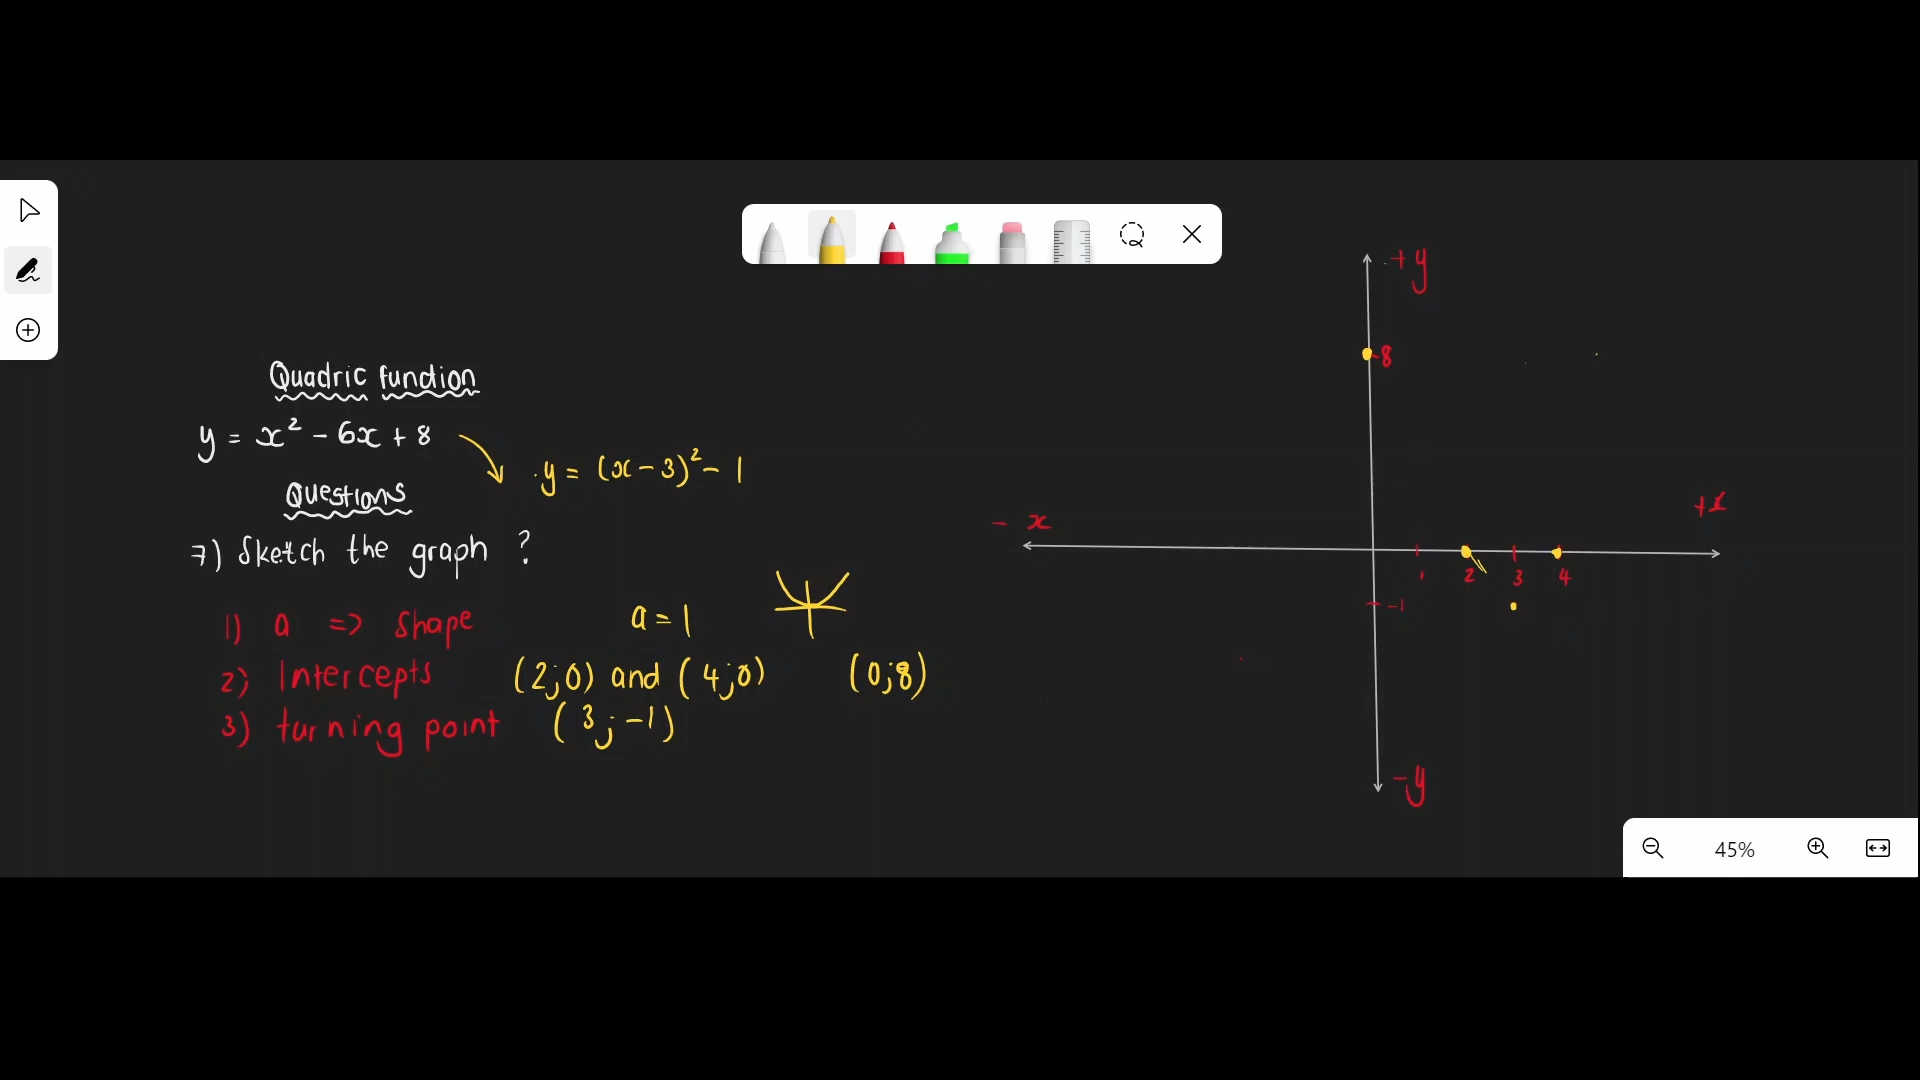 Quadric function
y = x² - 6x + 8
y = (x - 3)² - 1
Questions
7) Sketch the graph ?
1) a => shape a = 1
2) Intercepts (2;0) and (4;0) (0;8)
3) turning point (3;-1)
+y
-8
- x
+x
1 2 3 4
-1
-y
45%